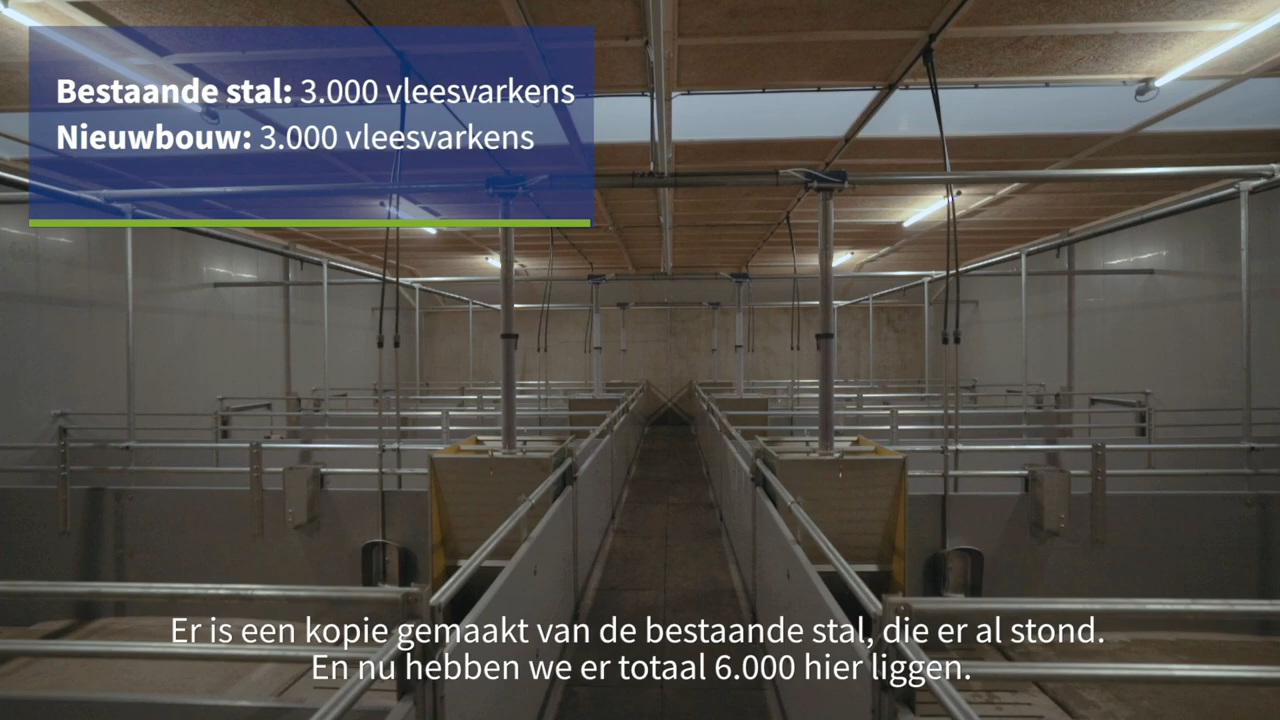 Bestaande stal: 3.000 vleesvarkens
Nieuwbouw: 3.000 vleesvarkens
Er is een kopie gemaakt van de bestaande stal, die er al stond.
En nu hebben we er totaal 6.000 hier liggen.